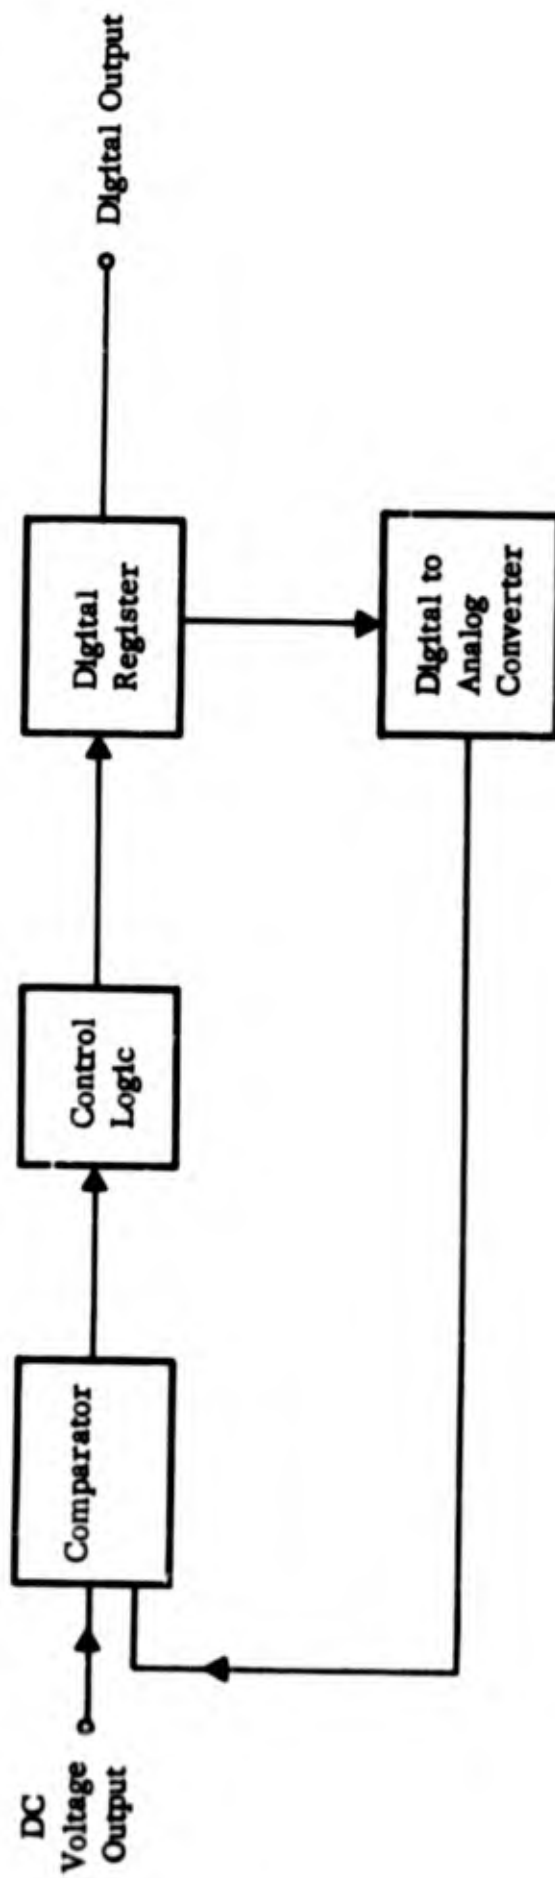 DC
Voltage
Output
Comparator
Control
Logic
Digital
Register
Digital Output
Digital to
Analog
Converter